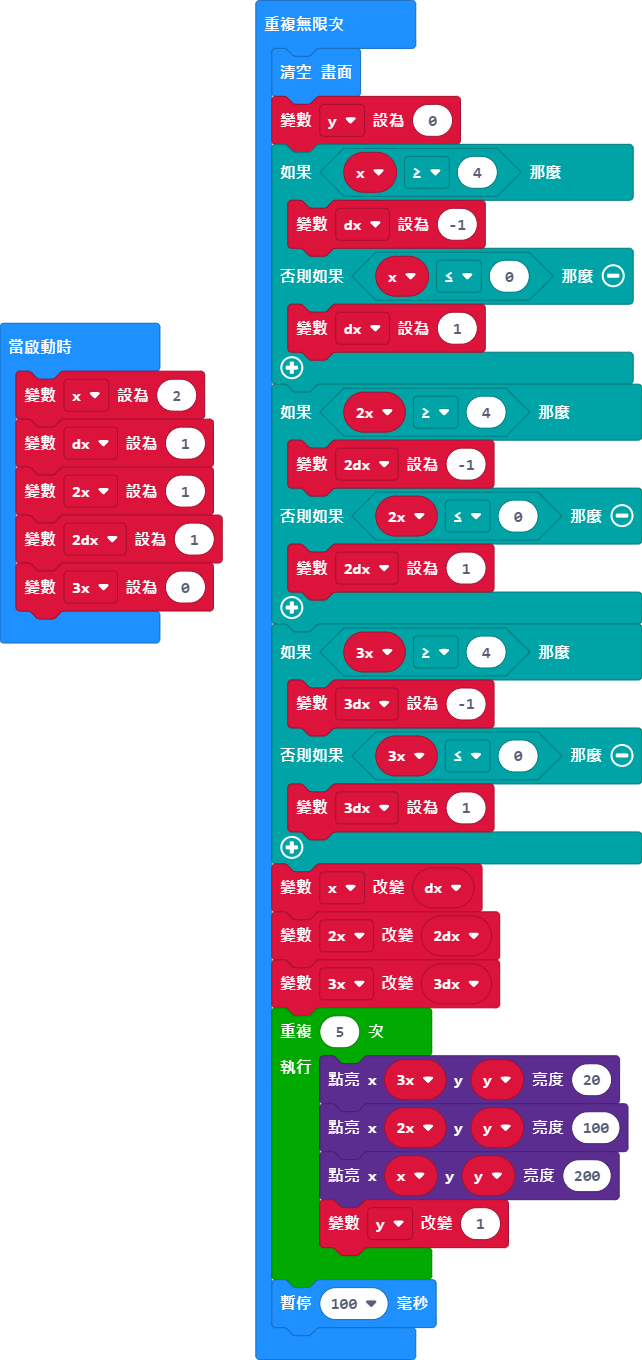 當啟動時
變數 x 設為 2
變數 dx 設為 1
變數 2x 設為 1
變數 2dx 設為 1
變數 3x 設為 0
重複無限次
清空 畫面
變數 y 設為 0
如果 x ≥ 4 那麼
變數 dx 設為 -1
否則如果 x ≤ 0 那麼
變數 dx 設為 1
如果 2x ≥ 4 那麼
變數 2dx 設為 -1
否則如果 2x ≤ 0 那麼
變數 2dx 設為 1
如果 3x ≥ 4 那麼
變數 3dx 設為 -1
否則如果 3x ≤ 0 那麼
變數 3dx 設為 1
變數 x 改變 dx
變數 2x 改變 2dx
變數 3x 改變 3dx
重複 5 次
執行
點亮 x 3x y y 亮度 20
點亮 x 2x y y 亮度 100
點亮 x x y y 亮度 200
變數 y 改變 1
暫停 100 毫秒